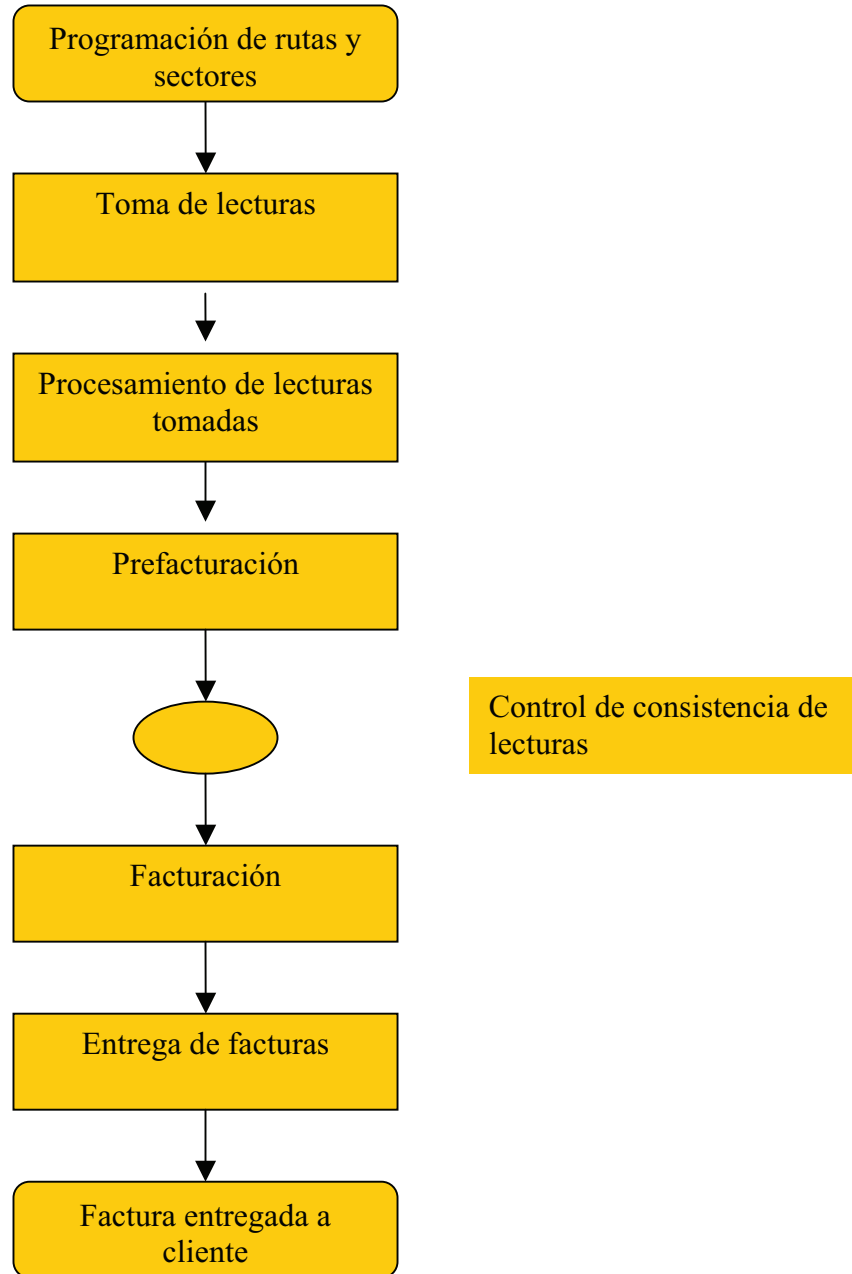 Programación de rutas y
sectores
Toma de lecturas
Procesamiento de lecturas
tomadas
Prefacturación
Control de consistencia de
lecturas
Facturación
Entrega de facturas
Factura entregada a
cliente